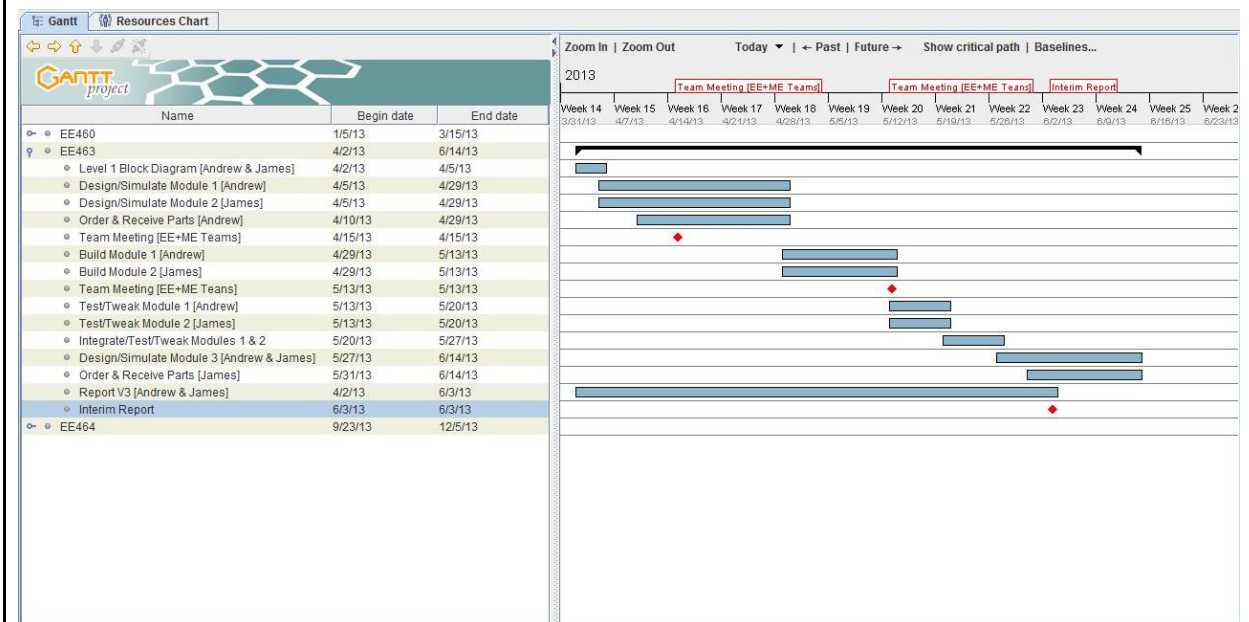 Gantt Resources Chart
Zoom In | Zoom Out Today ▼ | ← Past | Future → Show critical path | Baselines...
GANTT project
2013
Team Meeting [EE+ME Teams] Team Meeting [EE+ME Teans] Interim Report
Name Begin date End date
Week 14 Week 15 Week 16 Week 17 Week 18 Week 19 Week 20 Week 21 Week 22 Week 23 Week 24 Week 25 Week 2
3/31/13 4/7/13 4/14/13 4/21/13 4/28/13 5/5/13 5/12/13 5/19/13 5/26/13 6/2/13 6/9/13 6/16/13 6/23/13
EE460 1/5/13 3/15/13
EE463 4/2/13 6/14/13
Level 1 Block Diagram [Andrew & James] 4/2/13 4/5/13
Design/Simulate Module 1 [Andrew] 4/5/13 4/29/13
Design/Simulate Module 2 [James] 4/5/13 4/29/13
Order & Receive Parts [Andrew] 4/10/13 4/29/13
Team Meeting [EE+ME Teams] 4/15/13 4/15/13
Build Module 1 [Andrew] 4/29/13 5/13/13
Build Module 2 [James] 4/29/13 5/13/13
Team Meeting [EE+ME Teans] 5/13/13 5/13/13
Test/Tweak Module 1 [Andrew] 5/13/13 5/20/13
Test/Tweak Module 2 [James] 5/13/13 5/20/13
Integrate/Test/Tweak Modules 1 & 2 5/20/13 5/27/13
Design/Simulate Module 3 [Andrew & James] 5/27/13 6/14/13
Order & Receive Parts [James] 5/31/13 6/14/13
Report V3 [Andrew & James] 4/2/13 6/3/13
Interim Report 6/3/13 6/3/13
EE464 9/23/13 12/5/13